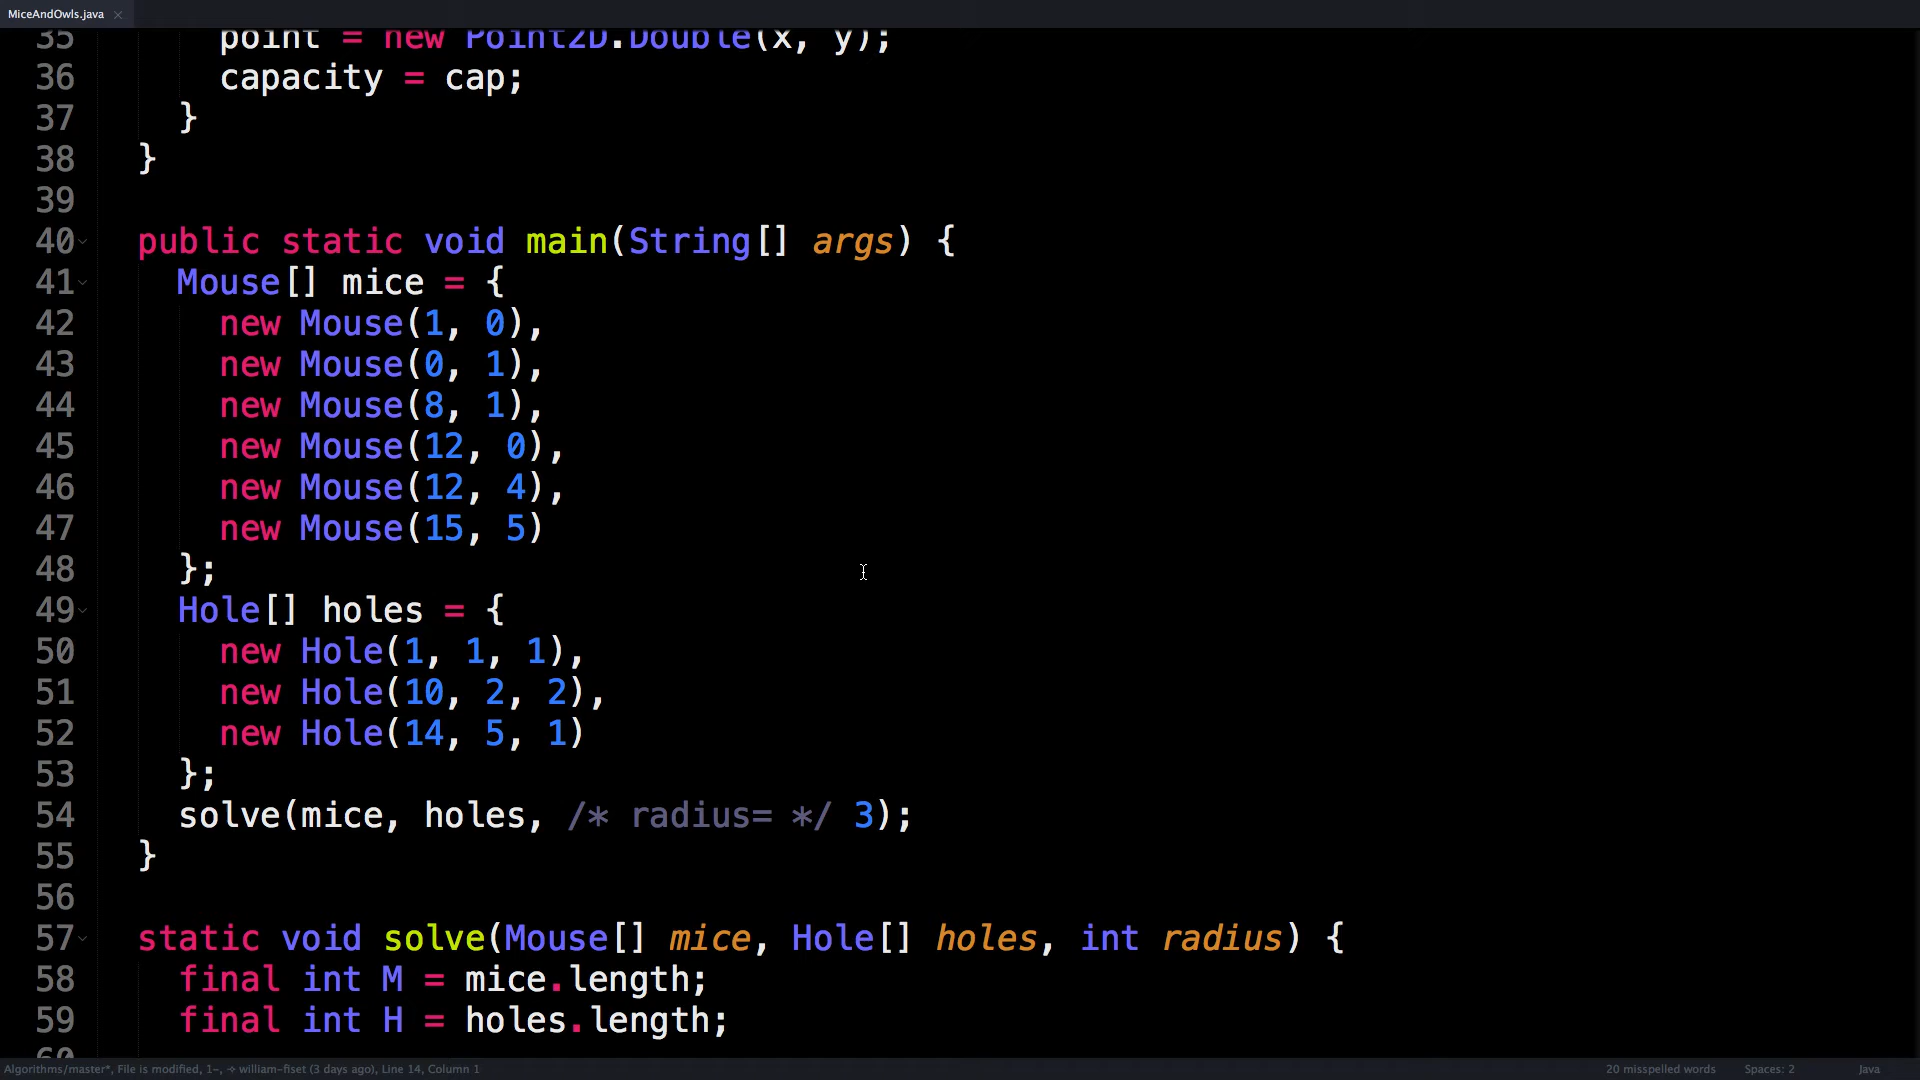 MiceAndOwls.java
35 point = new Point2D.Double(x, y);
36 capacity = cap;
37 }
38 }
39
40 public static void main(String[] args) {
41 Mouse[] mice = {
42 new Mouse(1, 0),
43 new Mouse(0, 1),
44 new Mouse(8, 1),
45 new Mouse(12, 0),
46 new Mouse(12, 4),
47 new Mouse(15, 5)
48 };
49 Hole[] holes = {
50 new Hole(1, 1, 1),
51 new Hole(10, 2, 2),
52 new Hole(14, 5, 1)
53 };
54 solve(mice, holes, /* radius= */ 3);
55 }
56
57 static void solve(Mouse[] mice, Hole[] holes, int radius) {
58 final int M = mice.length;
59 final int H = holes.length;
60
Algorithms/master*, File is modified, 1~, william-fiset (3 days ago), Line 14, Column 1 20 misspelled words Spaces: 2 Java